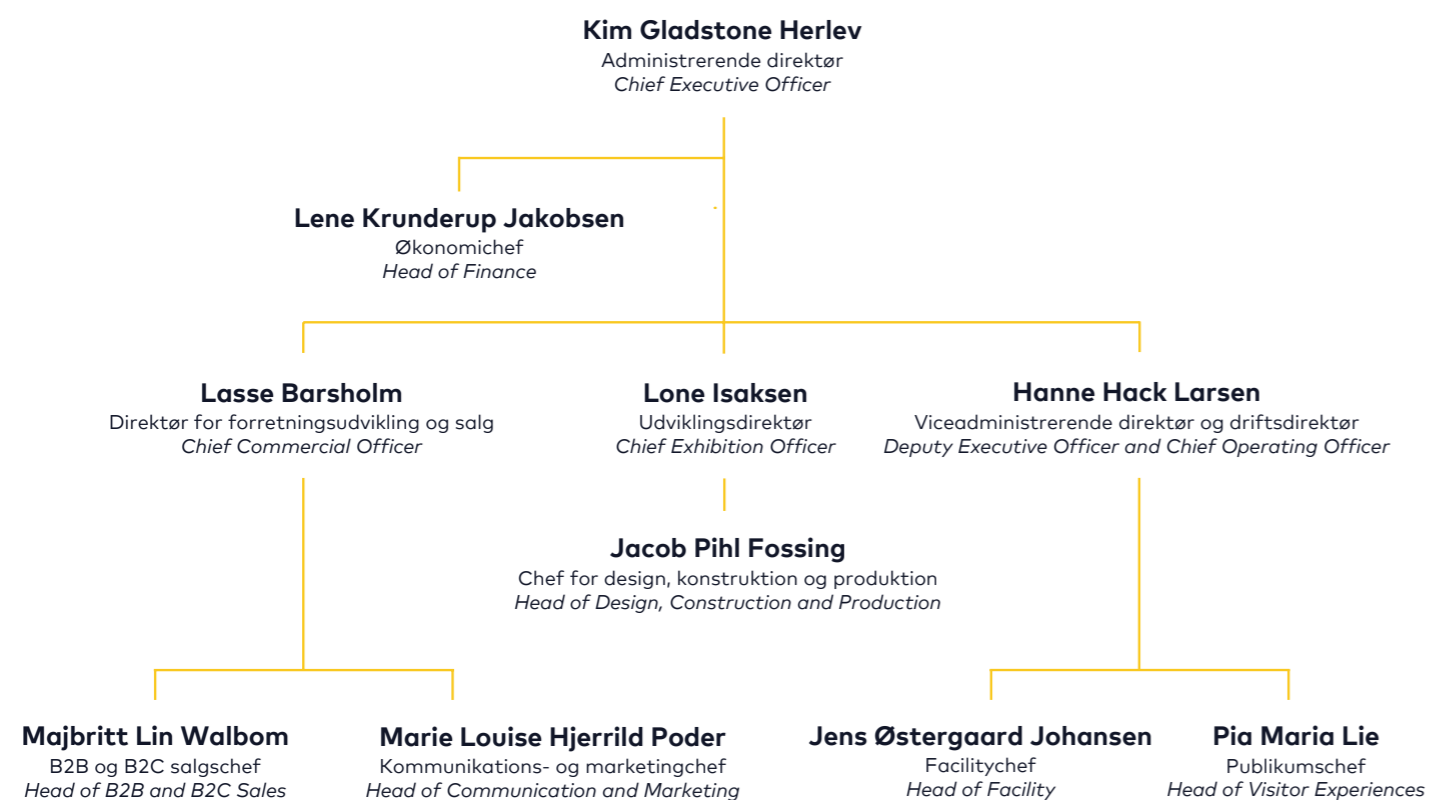 Kim Gladstone Herlev
Administrerende direktør
Chief Executive Officer
Lene Krunderup Jakobsen
Økonomichef
Head of Finance
Lasse Barsholm
Direktør for forretningsudvikling og salg
Chief Commercial Officer
Lone Isaksen
Udviklingsdirektør
Chief Exhibition Officer
Hanne Hack Larsen
Viceadministrerende direktør og driftsdirektør
Deputy Executive Officer and Chief Operating Officer
Jacob Pihl Fossing
Chef for design, konstruktion og produktion
Head of Design, Construction and Production
Majbritt Lin Walbom
B2B og B2C salgschef
Head of B2B and B2C Sales
Marie Louise Hjerrild Poder
Kommunikations- og marketingchef
Head of Communication and Marketing
Jens Østergaard Johansen
Facilitychef
Head of Facility
Pia Maria Lie
Publikumschef
Head of Visitor Experiences